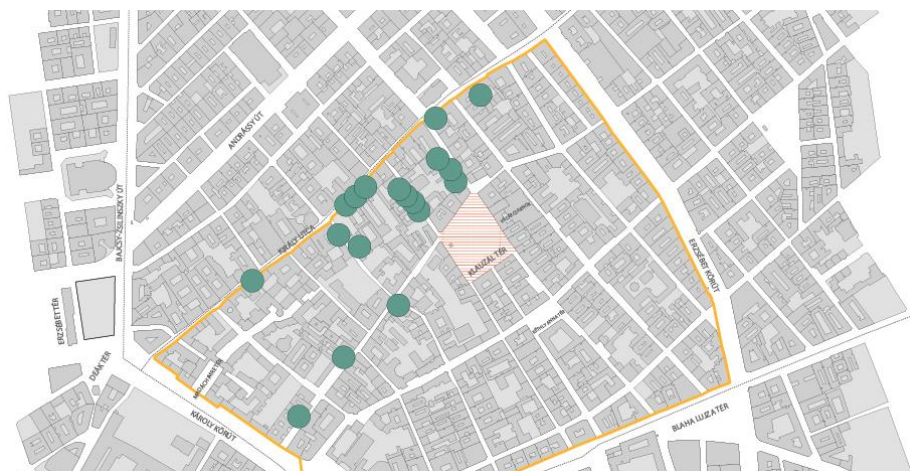 ANDRÁSSY ÚT
BAJCSY-ZSILINSZKY ÚT
KIRÁLY UTCA
KLAUZÁL TÉR
ERZSÉBET KÖRÚT
ERZSÉBET TÉR
DEÁK TÉR
KÁROLY KÖRÚT
BLAHA LUJZA TÉR